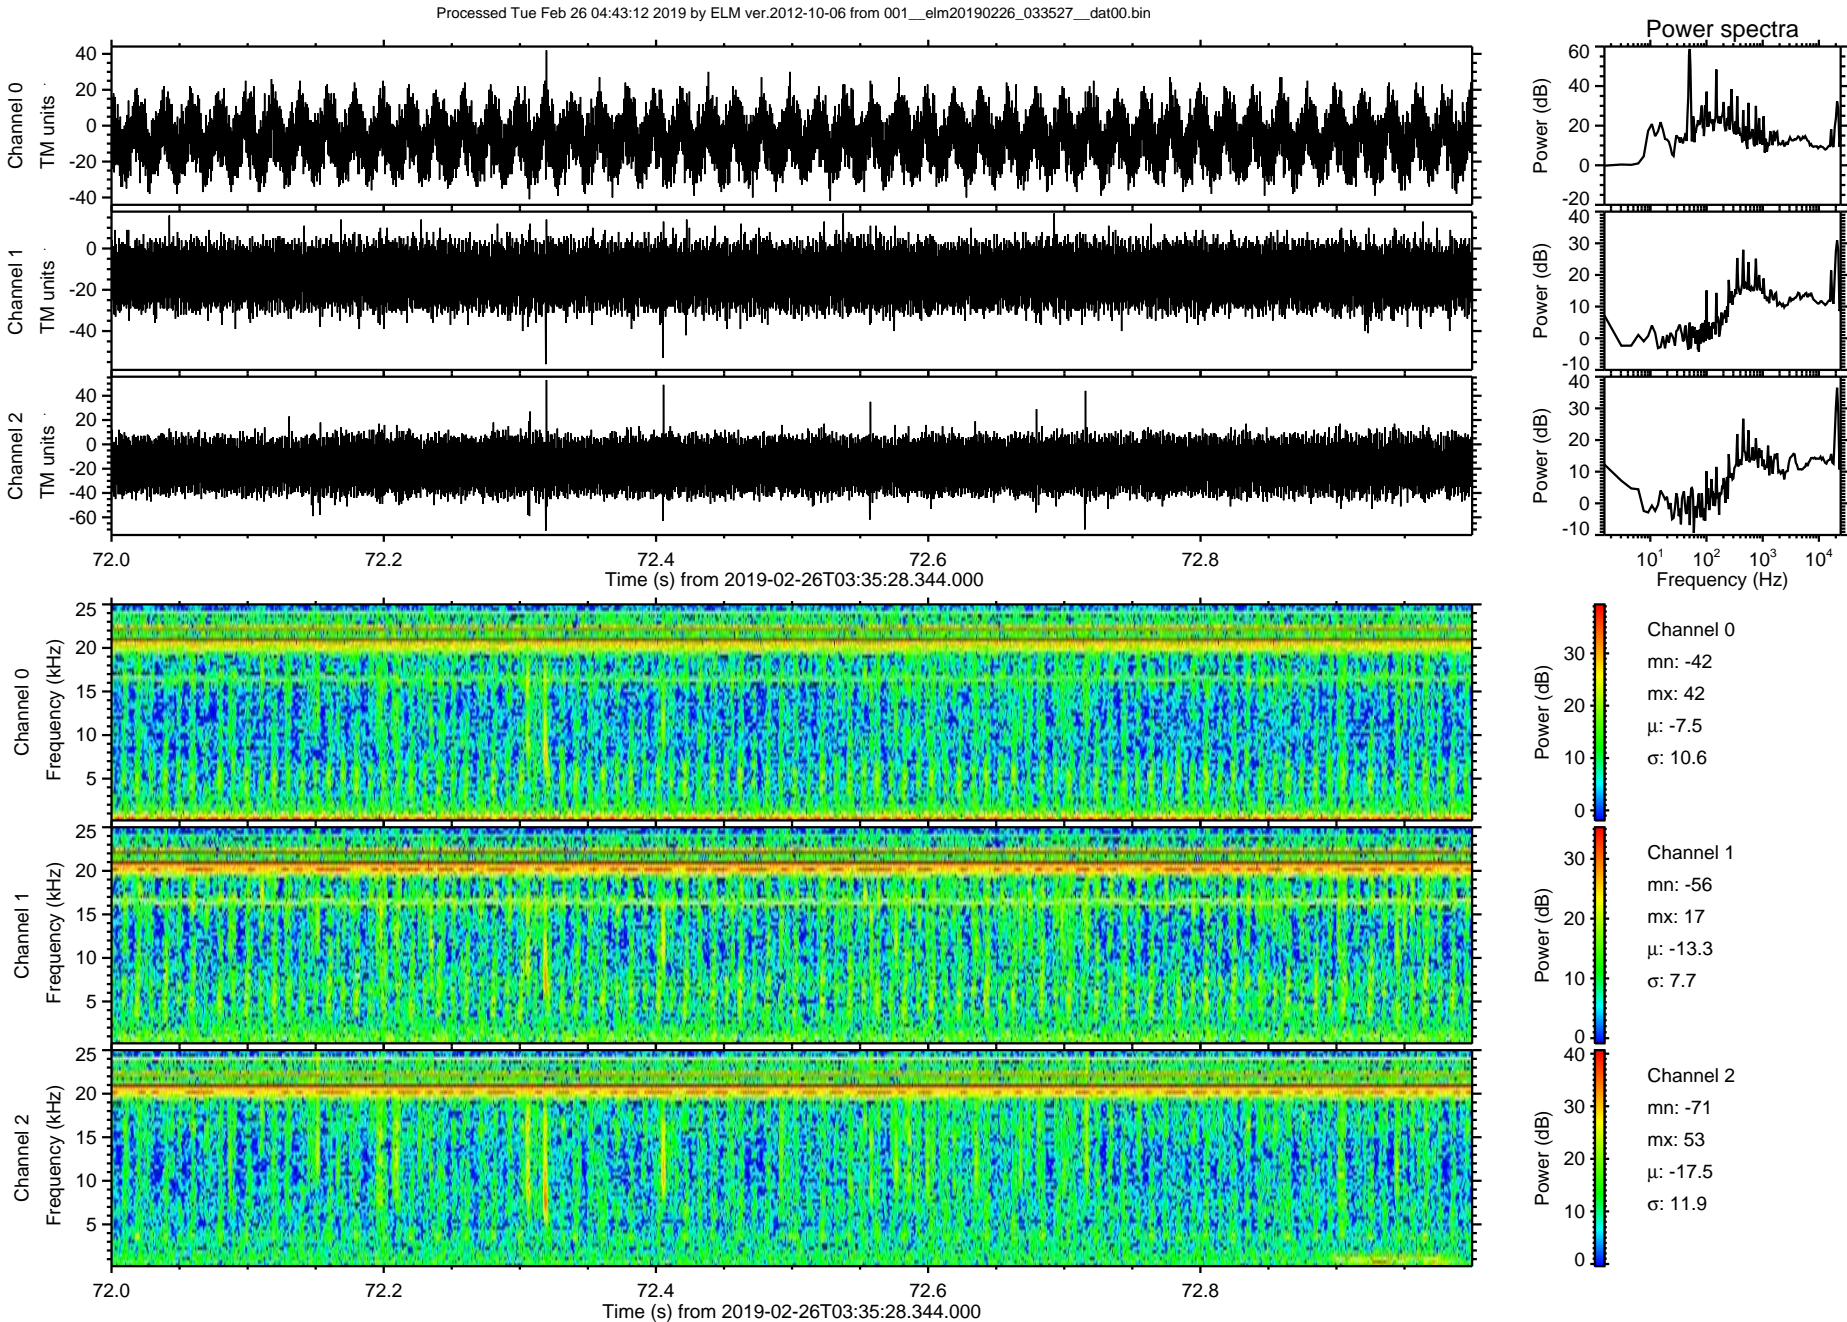 Processed Tue Feb 26 04:43:12 2019 by ELM ver.2012-10-06 from 001__elm20190226_033527__dat00.bin
Power spectra
Channel 0
TM units
40
20
0
-20
-40
Power (dB)
60
40
20
0
-20
Channel 1
TM units
0
-20
-40
Power (dB)
40
30
20
10
0
-10
Channel 2
TM units
40
20
0
-20
-40
-60
Power (dB)
40
30
20
10
0
-10
72.0 72.2 72.4 72.6 72.8
Time (s) from 2019-02-26T03:35:28.344.000
10¹ 10² 10³ 10⁴
Frequency (Hz)
Channel 0
Frequency (kHz)
25
20
15
10
5
Power (dB)
30
20
10
0
Channel 0
mn: -42
mx: 42
μ: -7.5
σ: 10.6
Channel 1
Frequency (kHz)
25
20
15
10
5
Power (dB)
30
20
10
0
Channel 1
mn: -56
mx: 17
μ: -13.3
σ: 7.7
Channel 2
Frequency (kHz)
25
20
15
10
5
Power (dB)
40
30
20
10
0
Channel 2
mn: -71
mx: 53
μ: -17.5
σ: 11.9
72.0 72.2 72.4 72.6 72.8
Time (s) from 2019-02-26T03:35:28.344.000